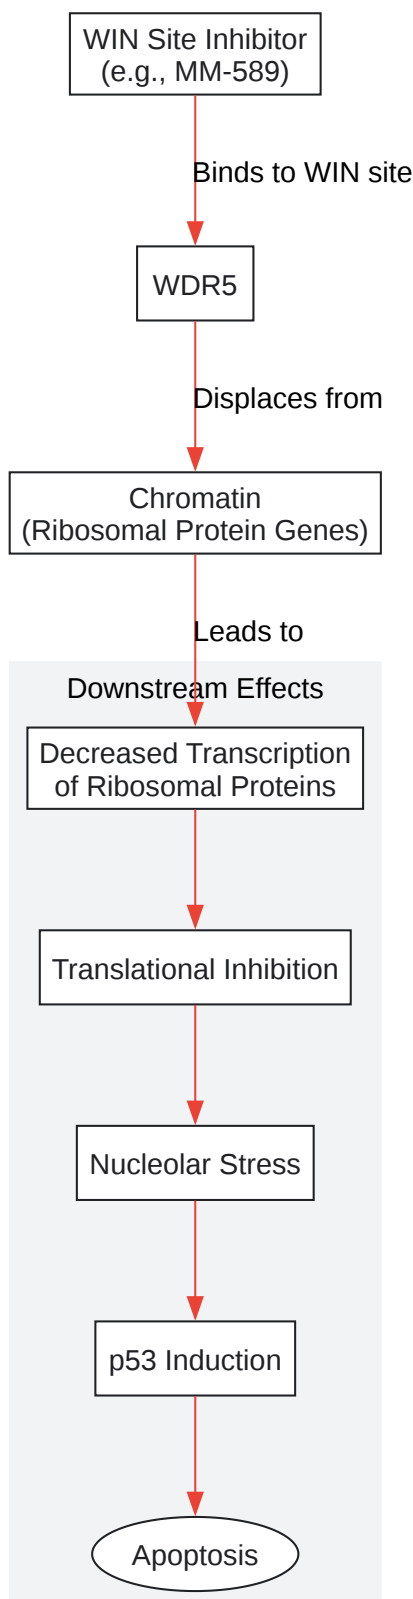 WIN Site Inhibitor
(e.g., MM-589)
Binds to WIN site
WDR5
Displaces from
Chromatin
(Ribosomal Protein Genes)
Leads to
Downstream Effects
Decreased Transcription
of Ribosomal Proteins
Translational Inhibition
Nucleolar Stress
p53 Induction
Apoptosis